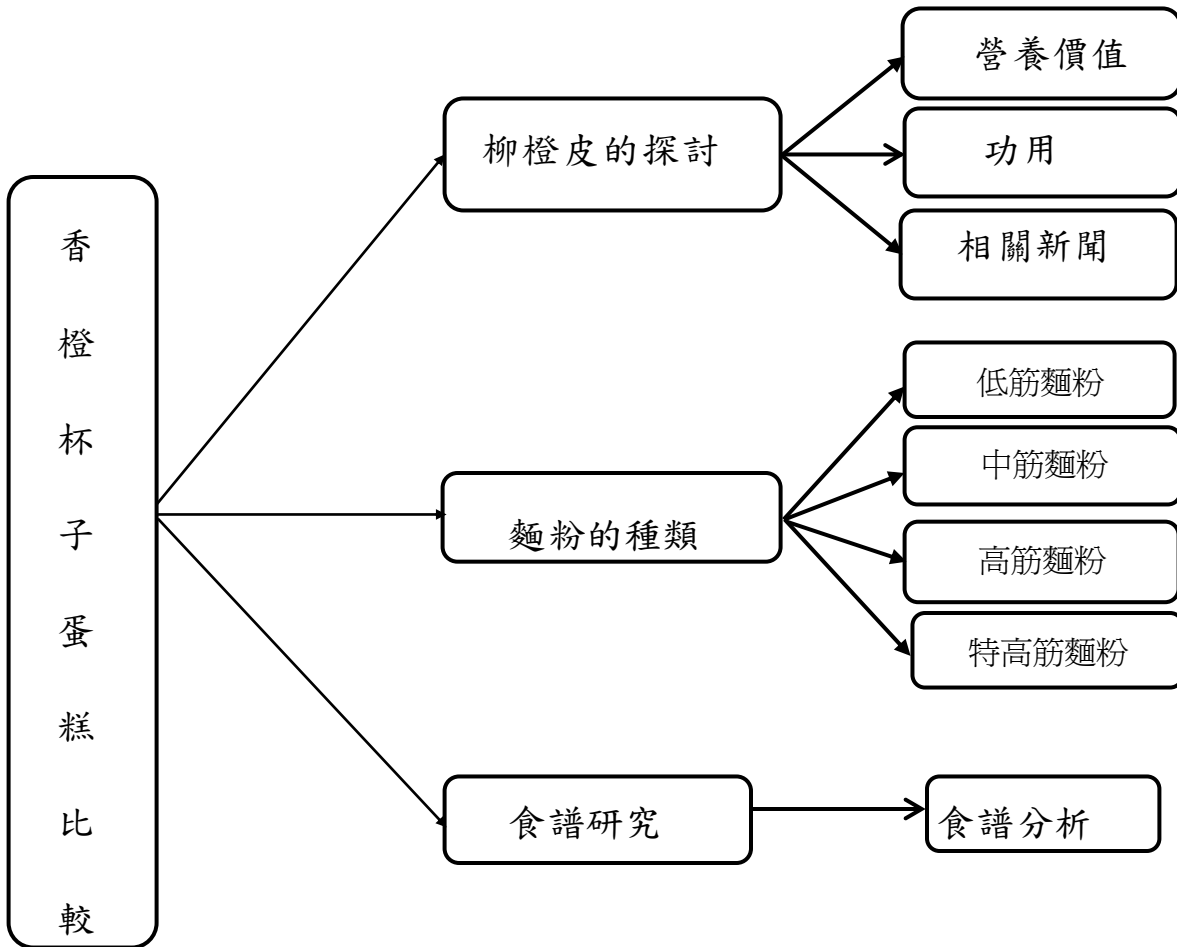 香橙杯子蛋糕比較
柳橙皮的探討
營養價值
功用
相關新聞
麵粉的種類
低筋麵粉
中筋麵粉
高筋麵粉
特高筋麵粉
食譜研究
食譜分析